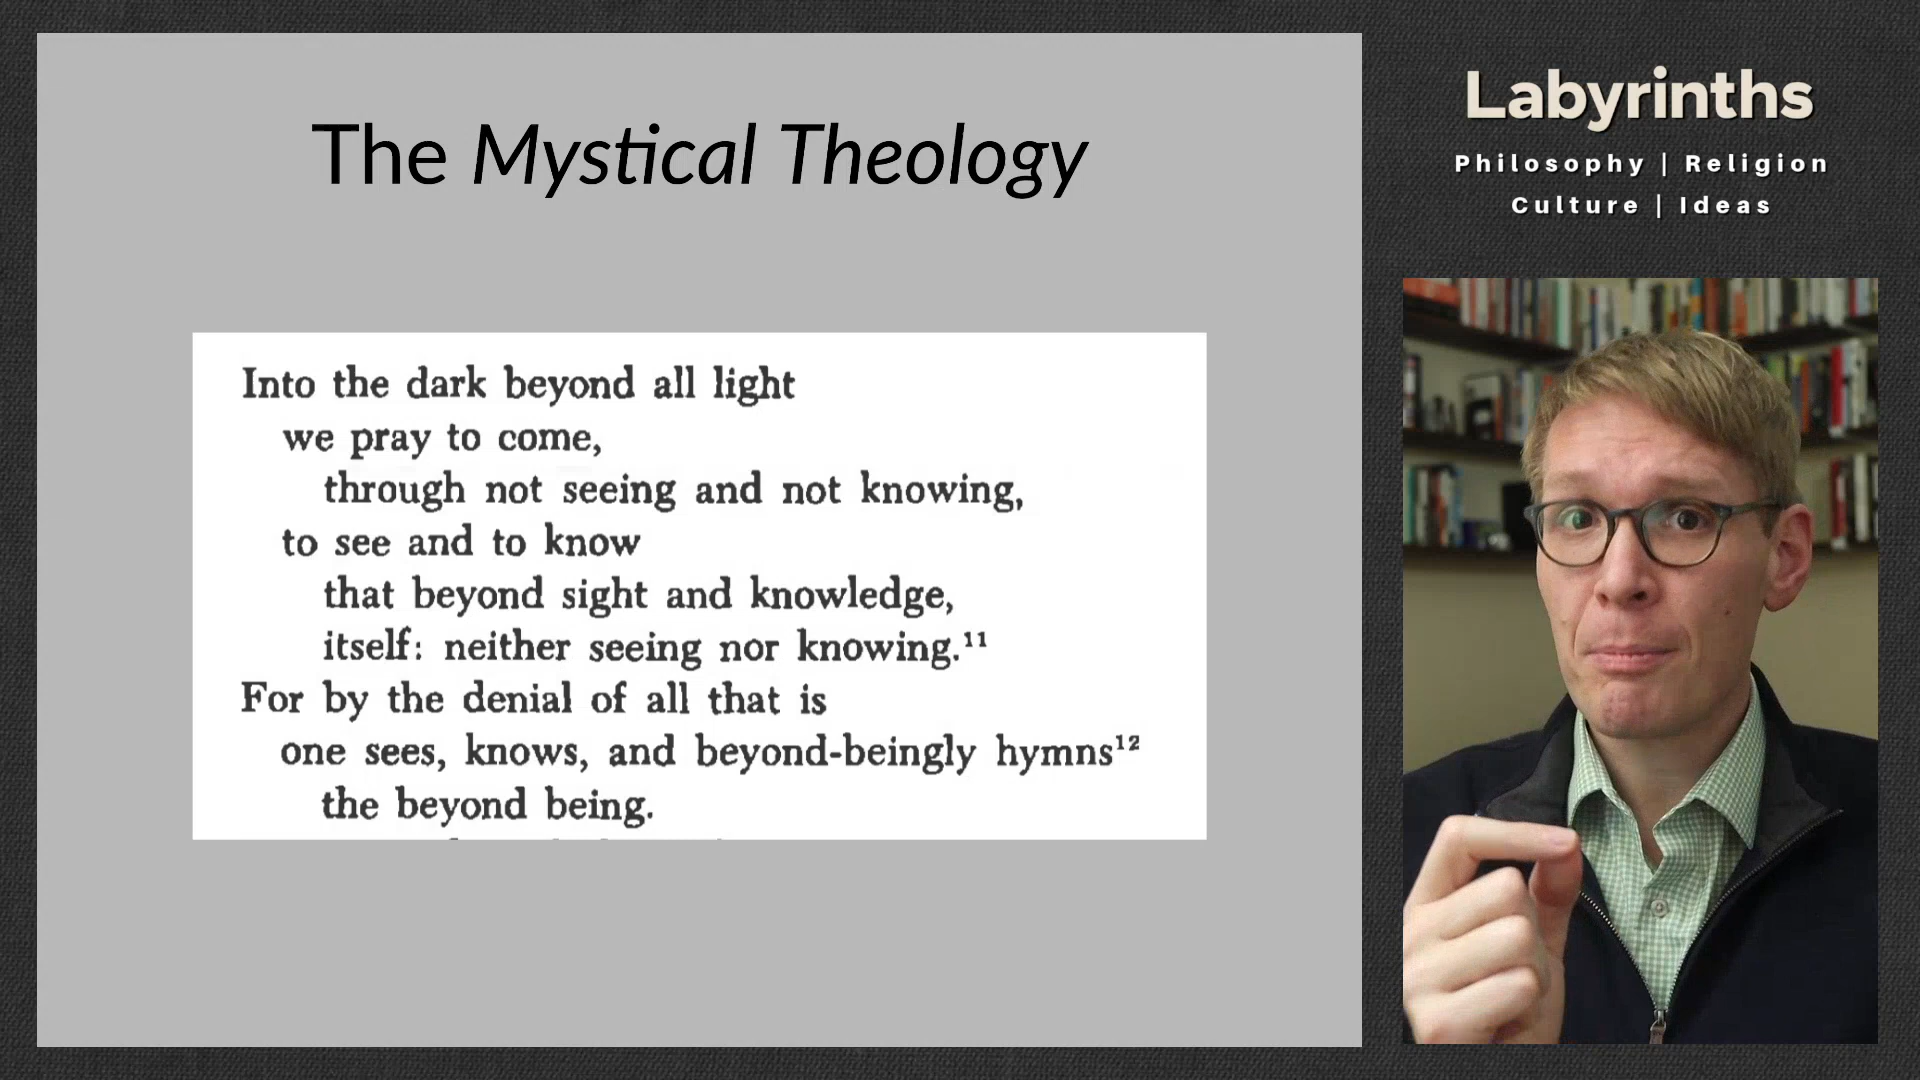 The Mystical Theology
Into the dark beyond all light
we pray to come,
through not seeing and not knowing,
to see and to know
that beyond sight and knowledge,
itself: neither seeing nor knowing.¹¹
For by the denial of all that is
one sees, knows, and beyond-beingly hymns¹²
the beyond being.
Labyrinths
Philosophy | Religion
Culture | Ideas